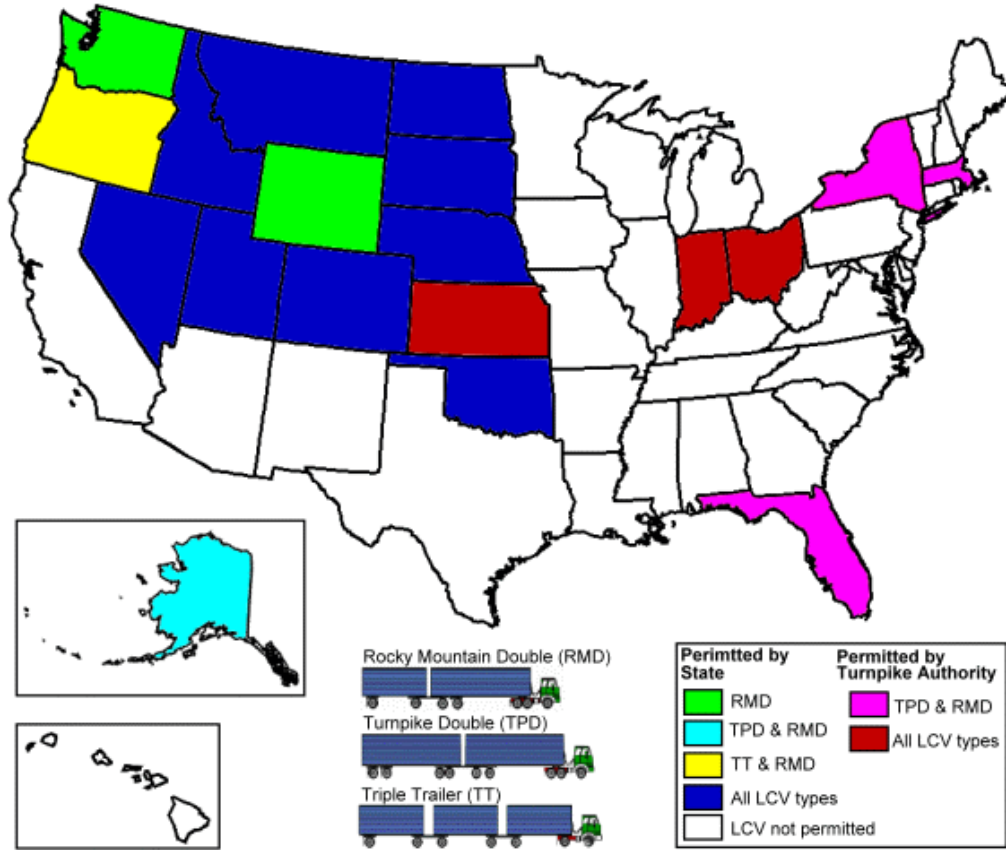 Rocky Mountain Double (RMD)
Turnpike Double (TPD)
Triple Trailer (TT)
Perimtted by
State
RMD
TPD & RMD
TT & RMD
All LCV types
LCV not permitted
Permitted by
Turnpike Authority
TPD & RMD
All LCV types